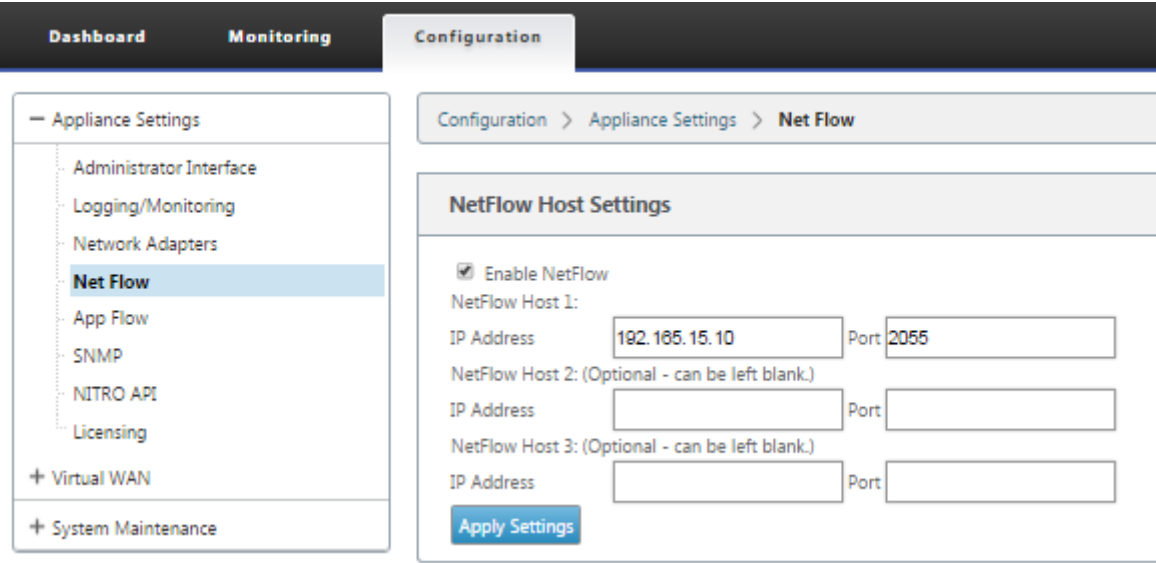 Dashboard Monitoring Configuration
Appliance Settings
Administrator Interface
Logging/Monitoring
Network Adapters
Net Flow
App Flow
SNMP
NITRO API
Licensing
Virtual WAN
System Maintenance
Configuration > Appliance Settings > Net Flow
NetFlow Host Settings
Enable NetFlow
NetFlow Host 1:
IP Address 192.165.15.10 Port 2055
NetFlow Host 2: (Optional - can be left blank.)
IP Address Port
NetFlow Host 3: (Optional - can be left blank.)
IP Address Port
Apply Settings